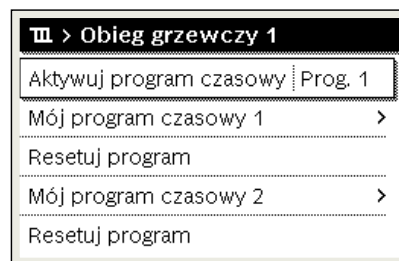 > Obieg grzewczy 1
Aktywuj program czasowy Prog. 1
Mój program czasowy 1 >
Resetuj program
Mój program czasowy 2 >
Resetuj program